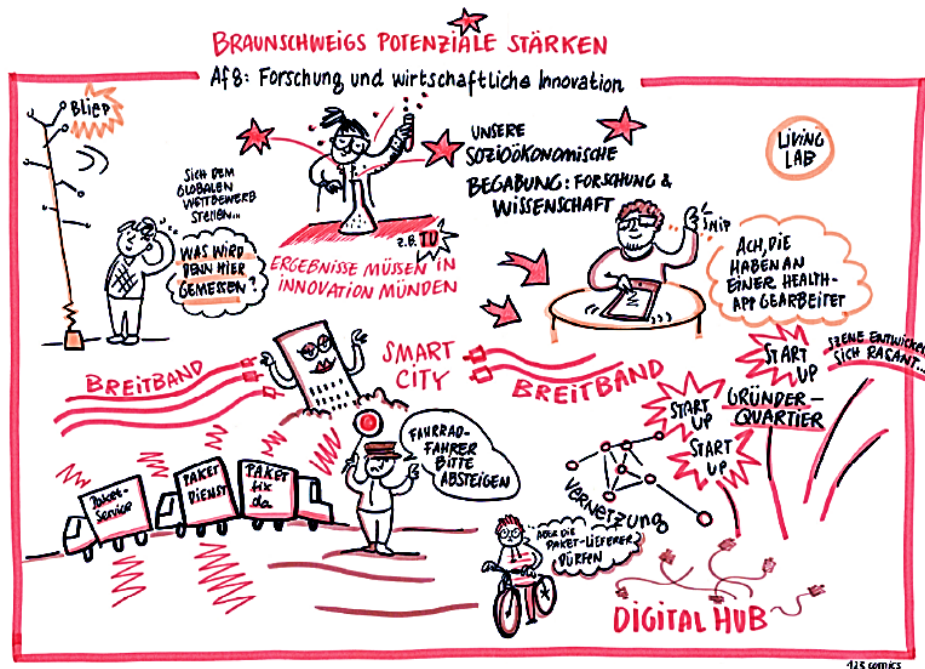 BRAUNSCHWEIGS POTENZIALE STÄRKEN
Af8: Forschung und wirtschaftliche Innovation
BLIEP
SICH DEM
GLOBALEN
WETTBEWERB
STELLEN...
WAS WIRD
DENN HIER
GEMESSEN?
UNSERE
SOZIOÖKONOMISCHE
BEGABUNG: FORSCHUNG &
WISSENSCHAFT
z.B. TU
ERGEBNISSE MÜSSEN IN
INNOVATION MÜNDEN
LIVING
LAB
SNIP
ACH, DIE
HABEN AN
EINER HEALTH-
APP GEARBEITET
BREITBAND
SMART
CITY
BREITBAND
START
UP
SZENE ENTWICKEL
SICH RASANT...
START
UP
GRÜNDER-
QUARTIER
START
UP
FAHRRAD-
FAHRER
BITTE
ABSTEIGEN
Paket-
Service
PAKET
DIENST
PAKET
fix
da
VERNETZUNG
ABER DIE
PAKET-LIEFERER
DÜRFEN
DIGITAL HUB
123 comics